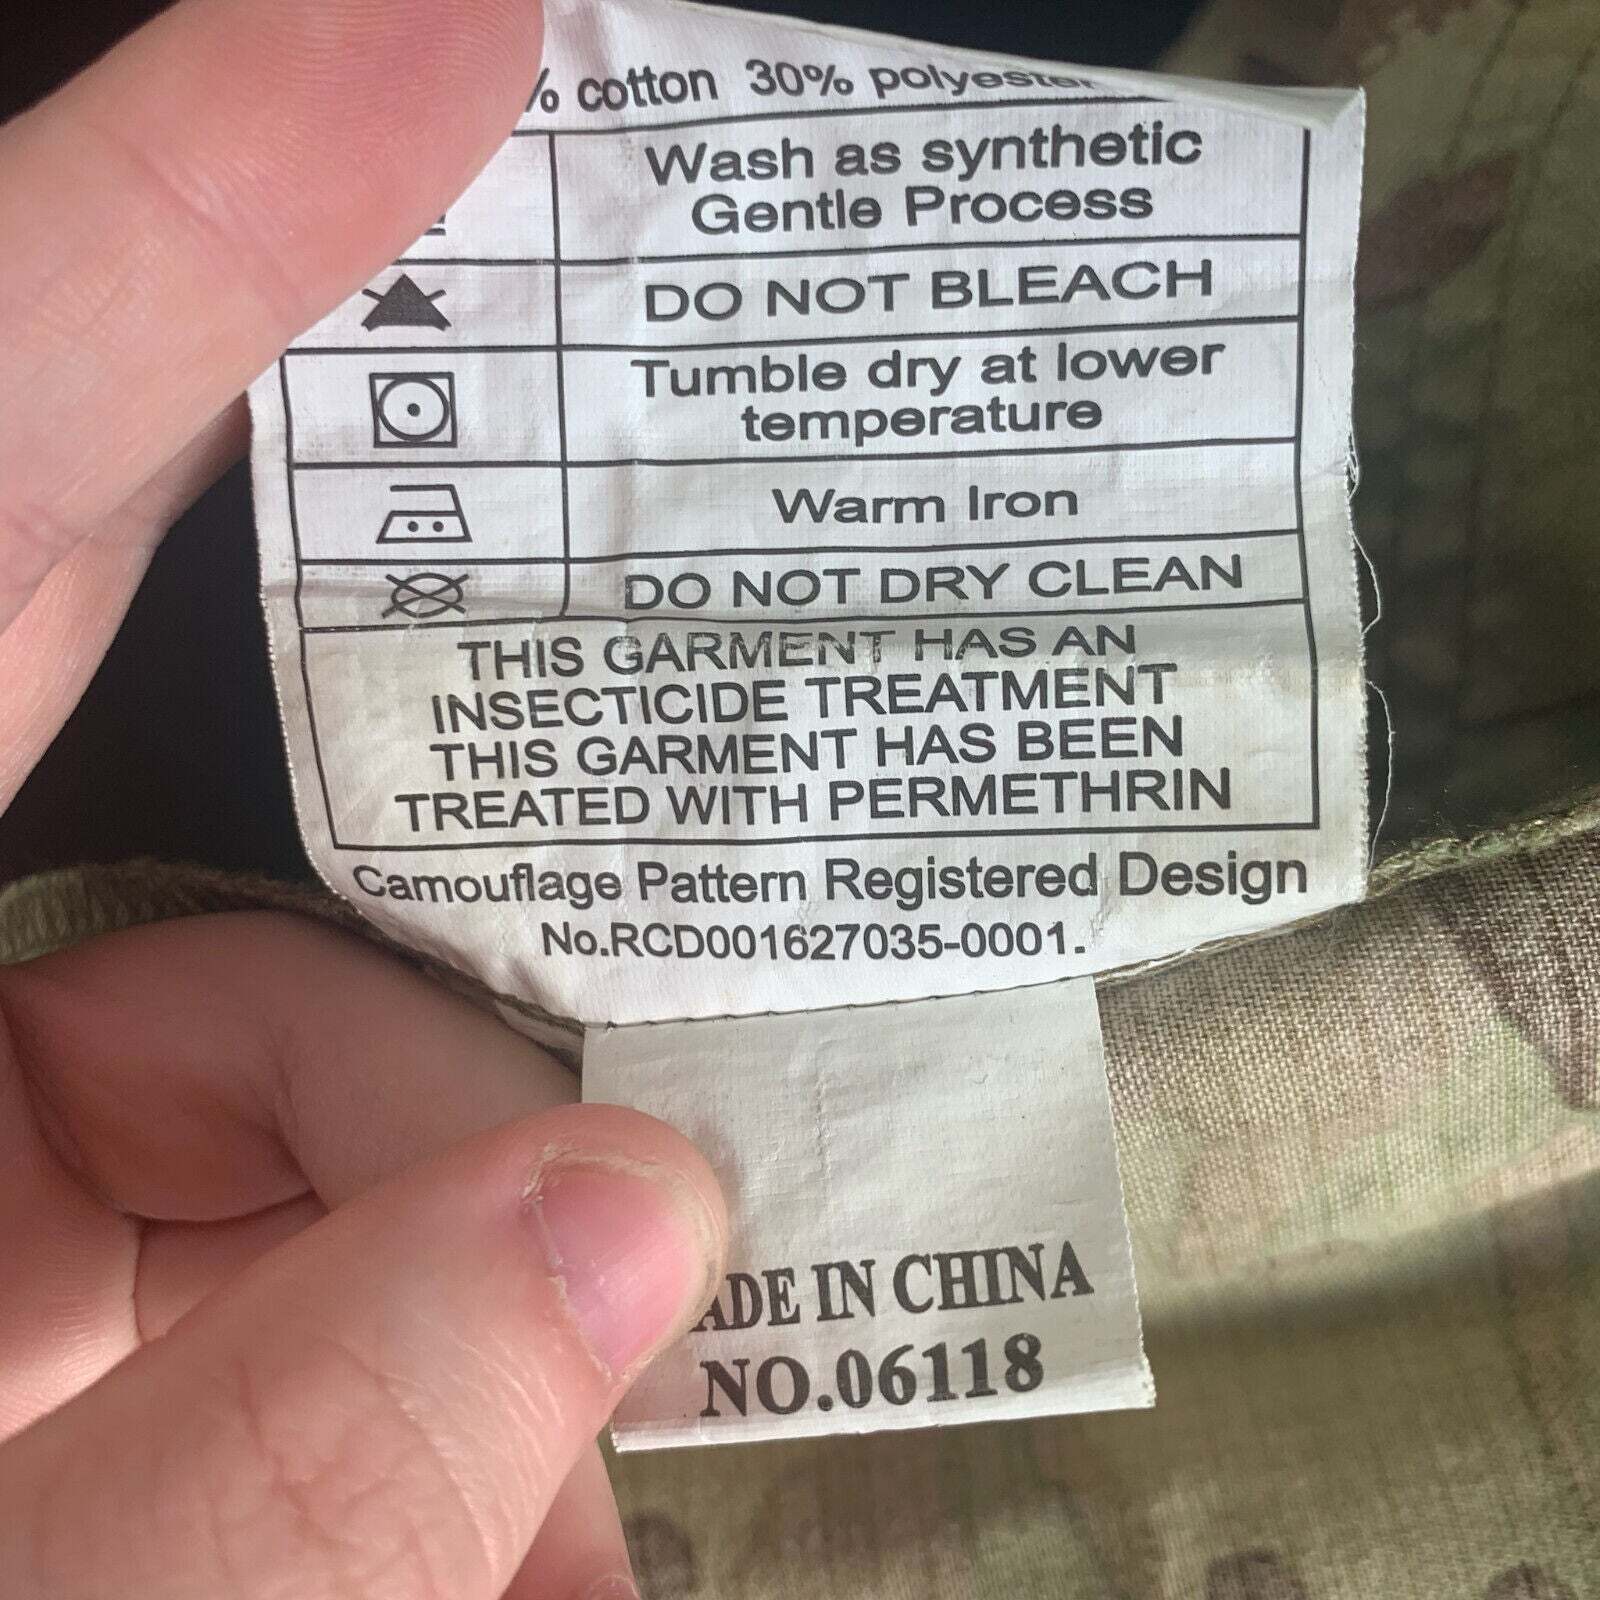 % cotton 30% polyester
Wash as synthetic
Gentle Process
DO NOT BLEACH
Tumble dry at lower
temperature
Warm Iron
DO NOT DRY CLEAN
THIS GARMENT HAS AN
INSECTICIDE TREATMENT
THIS GARMENT HAS BEEN
TREATED WITH PERMETHRIN
Camouflage Pattern Registered Design
No.RCD001627035-0001.
ADE IN CHINA
NO.06118